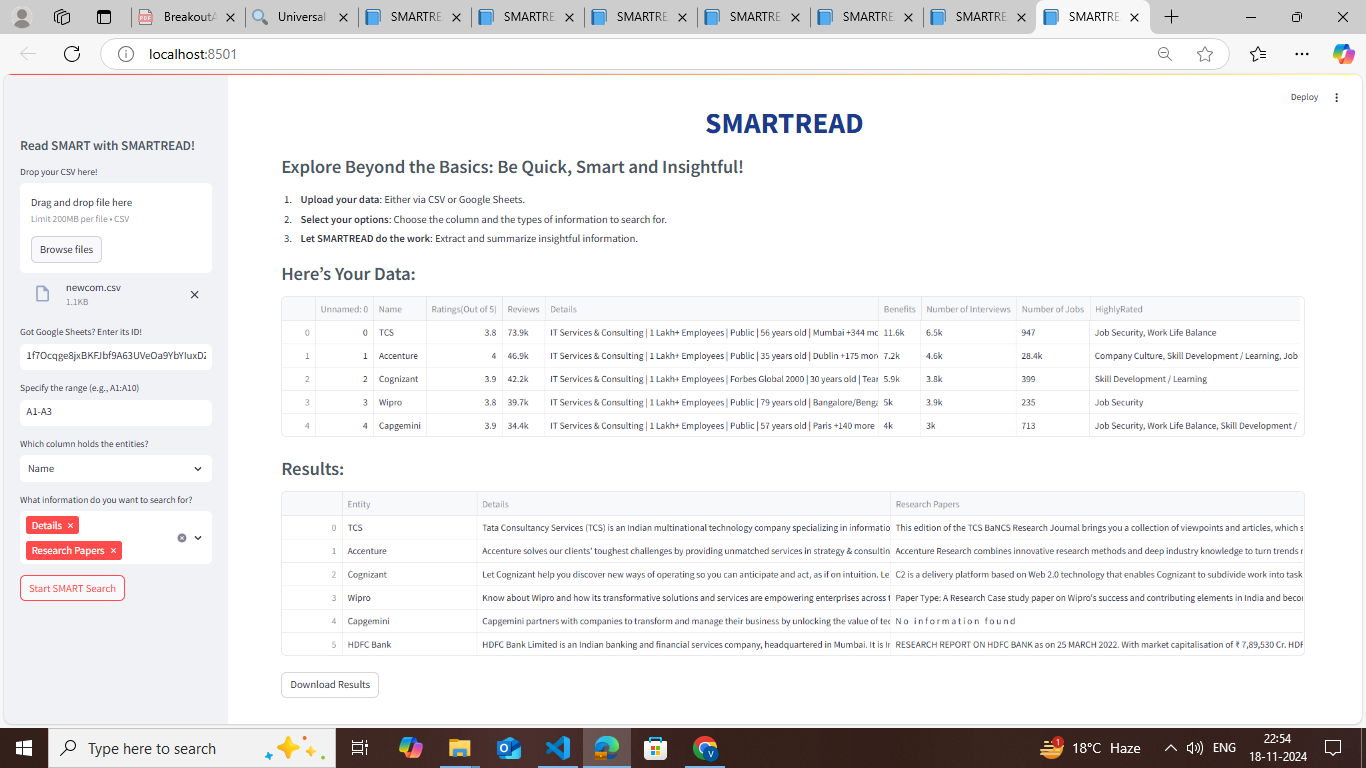 BreakoutA
Universal
SMARTRE
SMARTRE
SMARTRE
SMARTRE
SMARTRE
SMARTRE
SMARTRE
localhost:8501
Deploy
Read SMART with SMARTREAD!
Drop your CSV here!
Drag and drop file here
Limit 200MB per file • CSV
Browse files
newcom.csv
1.1KB
Got Google Sheets? Enter its ID!
Specify the range (e.g., A1:A10)
A1-A3
Which column holds the entities?
Name
What information do you want to search for?
Details
Research Papers
Start SMART Search
SMARTREAD
Explore Beyond the Basics: Be Quick, Smart and Insightful!
1. Upload your data: Either via CSV or Google Sheets.
2. Select your options: Choose the column and the types of information to search for.
3. Let SMARTREAD do the work: Extract and summarize insightful information.
Here’s Your Data:
Unnamed: 0 Name Ratings(Out of 5) Reviews Details Benefits Number of Interviews Number of Jobs HighlyRated
0 0 TCS 3.8 73.9k IT Services & Consulting | 1 Lakh+ Employees | Public | 56 years old | Mumbai +344 mo 11.6k 6.5k 947 Job Security, Work Life Balance
1 1 Accenture 4 46.9k IT Services & Consulting | 1 Lakh+ Employees | Public | 35 years old | Dublin +175 more 7.2k 4.6k 28.4k Company Culture, Skill Development / Learning, Job
2 2 Cognizant 3.9 42.2k IT Services & Consulting | 1 Lakh+ Employees | Forbes Global 2000 | 30 years old | Tean 5.9k 3.8k 399 Skill Development / Learning
3 3 Wipro 3.8 39.7k IT Services & Consulting | 1 Lakh+ Employees | Public | 79 years old | Bangalore/Benga 5k 3.9k 235 Job Security
4 4 Capgemini 3.9 34.4k IT Services & Consulting | 1 Lakh+ Employees | Public | 57 years old | Paris +140 more 4k 3k 713 Job Security, Work Life Balance, Skill Development /
Results:
Entity Details Research Papers
0 TCS Tata Consultancy Services (TCS) is an Indian multinational technology company specializing in informatio This edition of the TCS BaNCS Research Journal brings you a collection of viewpoints and articles, which s
1 Accenture Accenture solves our clients' toughest challenges by providing unmatched services in strategy & consultin Accenture Research combines innovative research methods and deep industry knowledge to turn trends
2 Cognizant Let Cognizant help you discover new ways of operating so you can anticipate and act, as if on intuition. Le C2 is a delivery platform based on Web 2.0 technology that enables Cognizant to subdivide work into task
3 Wipro Know about Wipro and how its transformative solutions and services are empowering enterprises across Paper Type: A Research Case study paper on Wipro's success and contributing elements in India and becor
4 Capgemini Capgemini partners with companies to transform and manage their business by unlocking the value of tec No information found
5 HDFC Bank HDFC Bank Limited is an Indian banking and financial services company, headquartered in Mumbai. It is In RESEARCH REPORT ON HDFC BANK as on 25 MARCH 2022. With market capitalisation of ₹ 7,89,530 Cr. HDF
Download Results
Type here to search
1
18°C Haze
ENG
22:54
18-11-2024